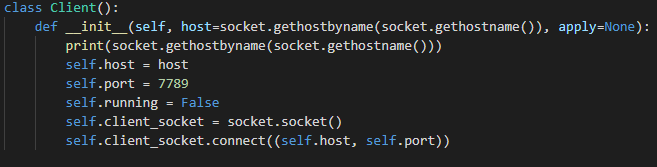 class Client():
    def __init__(self, host=socket.gethostbyname(socket.gethostname()), apply=None):
        print(socket.gethostbyname(socket.gethostname()))
        self.host = host
        self.port = 7789
        self.running = False
        self.client_socket = socket.socket()
        self.client_socket.connect((self.host, self.port))